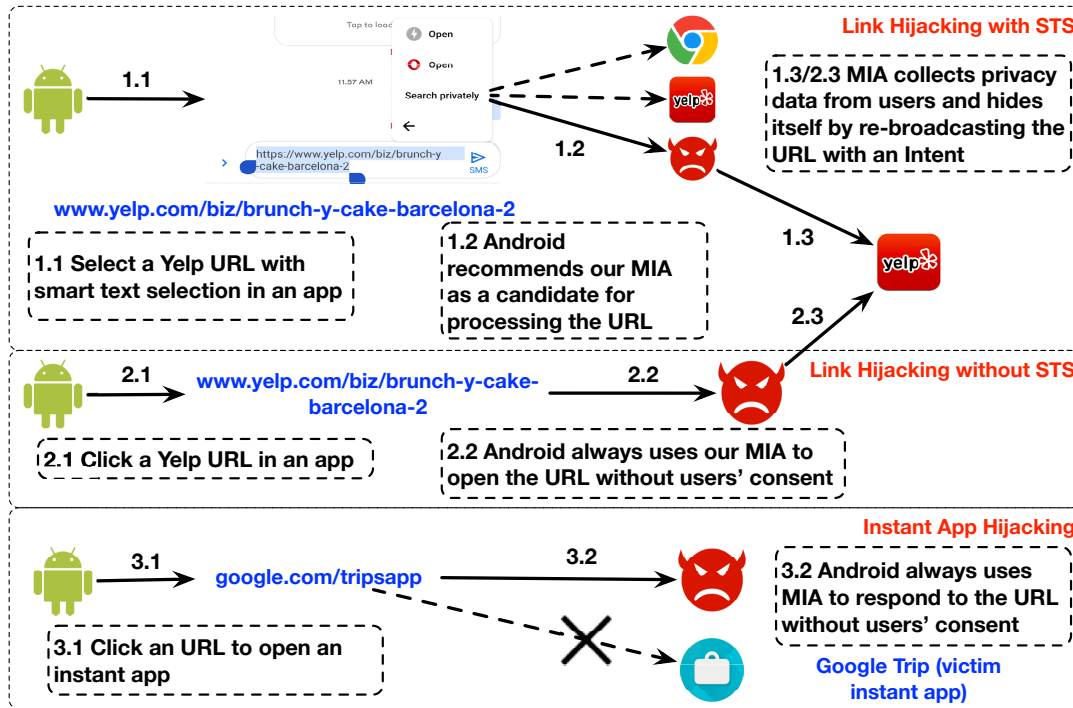 Link Hijacking with STS
Tap to load
Open
Open
11:57 AM
Search privately
https://www.yelp.com/biz/brunch-y
-cake-barcelona-2
SMS
1.1
1.2
yelp
1.3/2.3 MIA collects privacy
data from users and hides
itself by re-broadcasting the
URL with an Intent
www.yelp.com/biz/brunch-y-cake-barcelona-2
1.1 Select a Yelp URL with
smart text selection in an app
1.2 Android
recommends our MIA
as a candidate for
processing the URL
1.3
yelp
2.3
Link Hijacking without STS
2.1
www.yelp.com/biz/brunch-y-cake-
barcelona-2
2.2
2.1 Click a Yelp URL in an app
2.2 Android always uses our MIA to
open the URL without users’ consent
Instant App Hijacking
3.1
google.com/tripsapp
3.2
3.1 Click an URL to open an
instant app
3.2 Android always uses
MIA to respond to the URL
without users’ consent
Google Trip (victim
instant app)